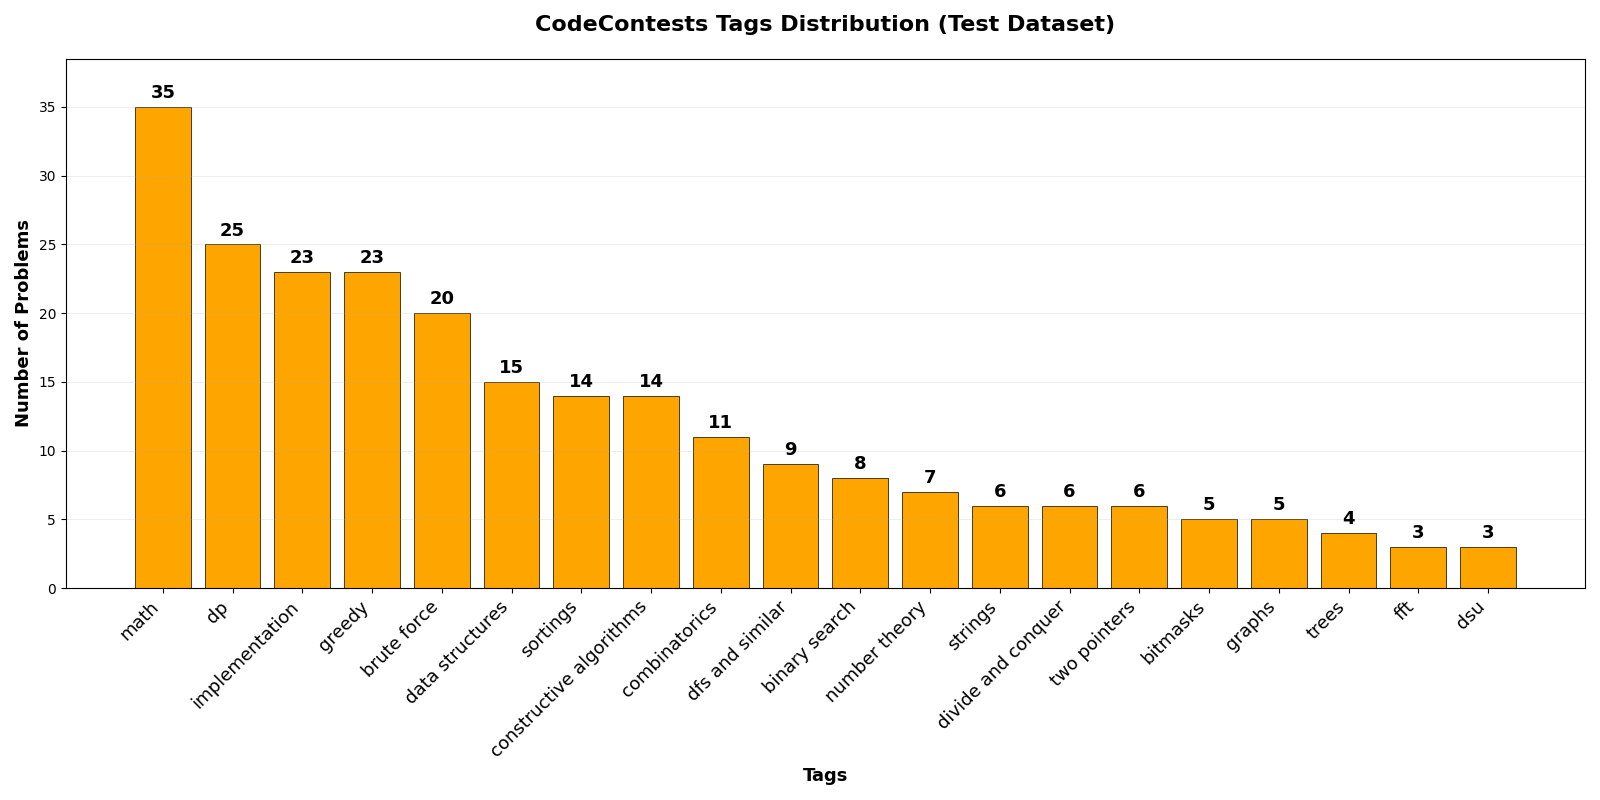 CodeContests Tags Distribution (Test Dataset)
Number of Problems
35
30
25
20
15
10
5
0
35
25
23
23
20
15
14
14
11
9
8
7
6
6
6
5
5
4
3
3
math
dp
implementation
greedy
brute force
data structures
sortings
constructive algorithms
combinatorics
dfs and similar
binary search
number theory
strings
divide and conquer
two pointers
bitmasks
graphs
trees
fft
dsu
Tags